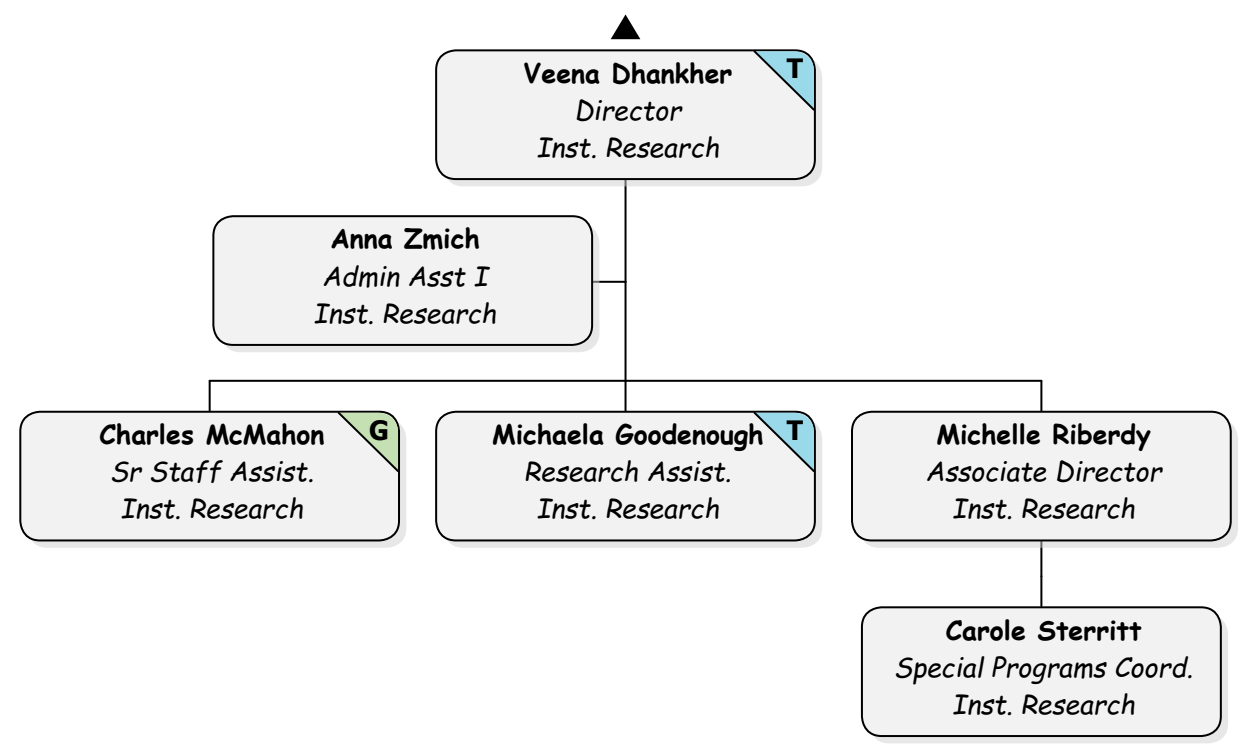 Veena Dhankher
T
Director
Inst. Research
Anna Zmich
Admin Asst I
Inst. Research
Charles McMahon
G
Sr Staff Assist.
Inst. Research
Michaela Goodenough
T
Research Assist.
Inst. Research
Michelle Riberdy
Associate Director
Inst. Research
Carole Sterritt
Special Programs Coord.
Inst. Research